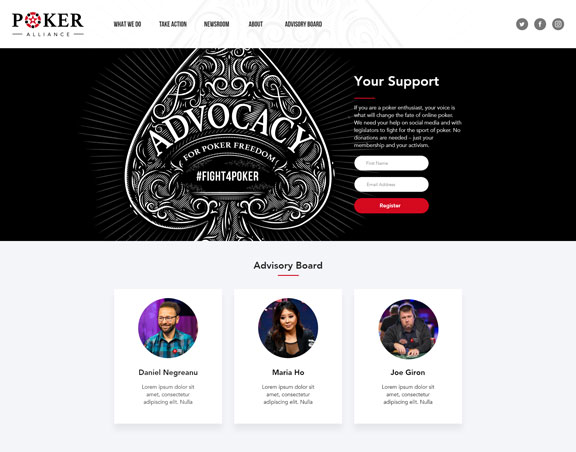 POKER
ALLIANCE
WHAT WE DO
TAKE ACTION
NEWSROOM
ABOUT
ADVISORY BOARD
ADVOCACY
FOR POKER FREEDOM
#FIGHT4POKER
Your Support
If you are a poker enthusiast, your voice is
what will change the fate of online poker.
We need your help on social media and with
legislators to fight for the sport of poker. No
donations are needed – just your
membership and your activism.
First Name
Email Address
Register
Advisory Board
Daniel Negreanu
Lorem ipsum dolor sit
amet, consectetur
adipiscing elit. Nulla
Maria Ho
Lorem ipsum dolor sit
amet, consectetur
adipiscing elit. Nulla
Joe Giron
Lorem ipsum dolor sit
amet, consectetur
adipiscing elit. Nulla